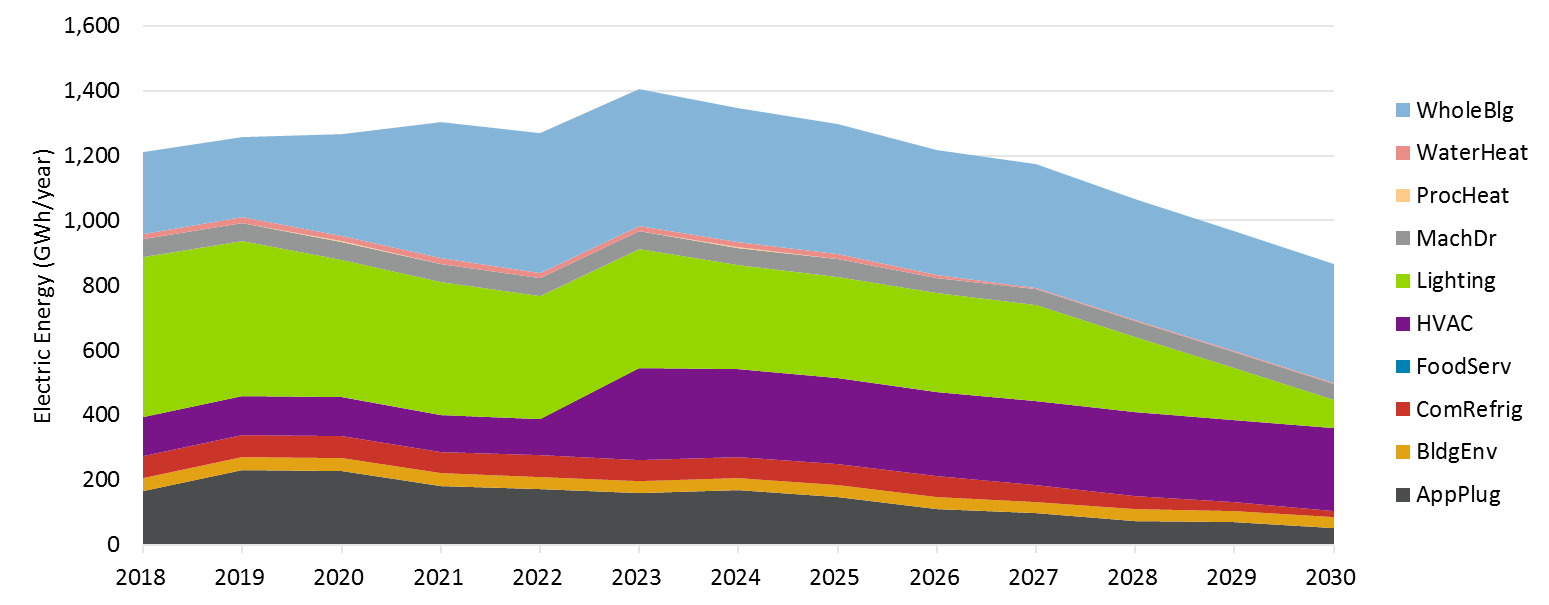 Electric Energy (GWh/year)
1,600
1,400
1,200
1,000
800
600
400
200
0
2018 2019 2020 2021 2022 2023 2024 2025 2026 2027 2028 2029 2030
WholeBlg
WaterHeat
ProcHeat
MachDr
Lighting
HVAC
FoodServ
ComRefrig
BldgEnv
AppPlug